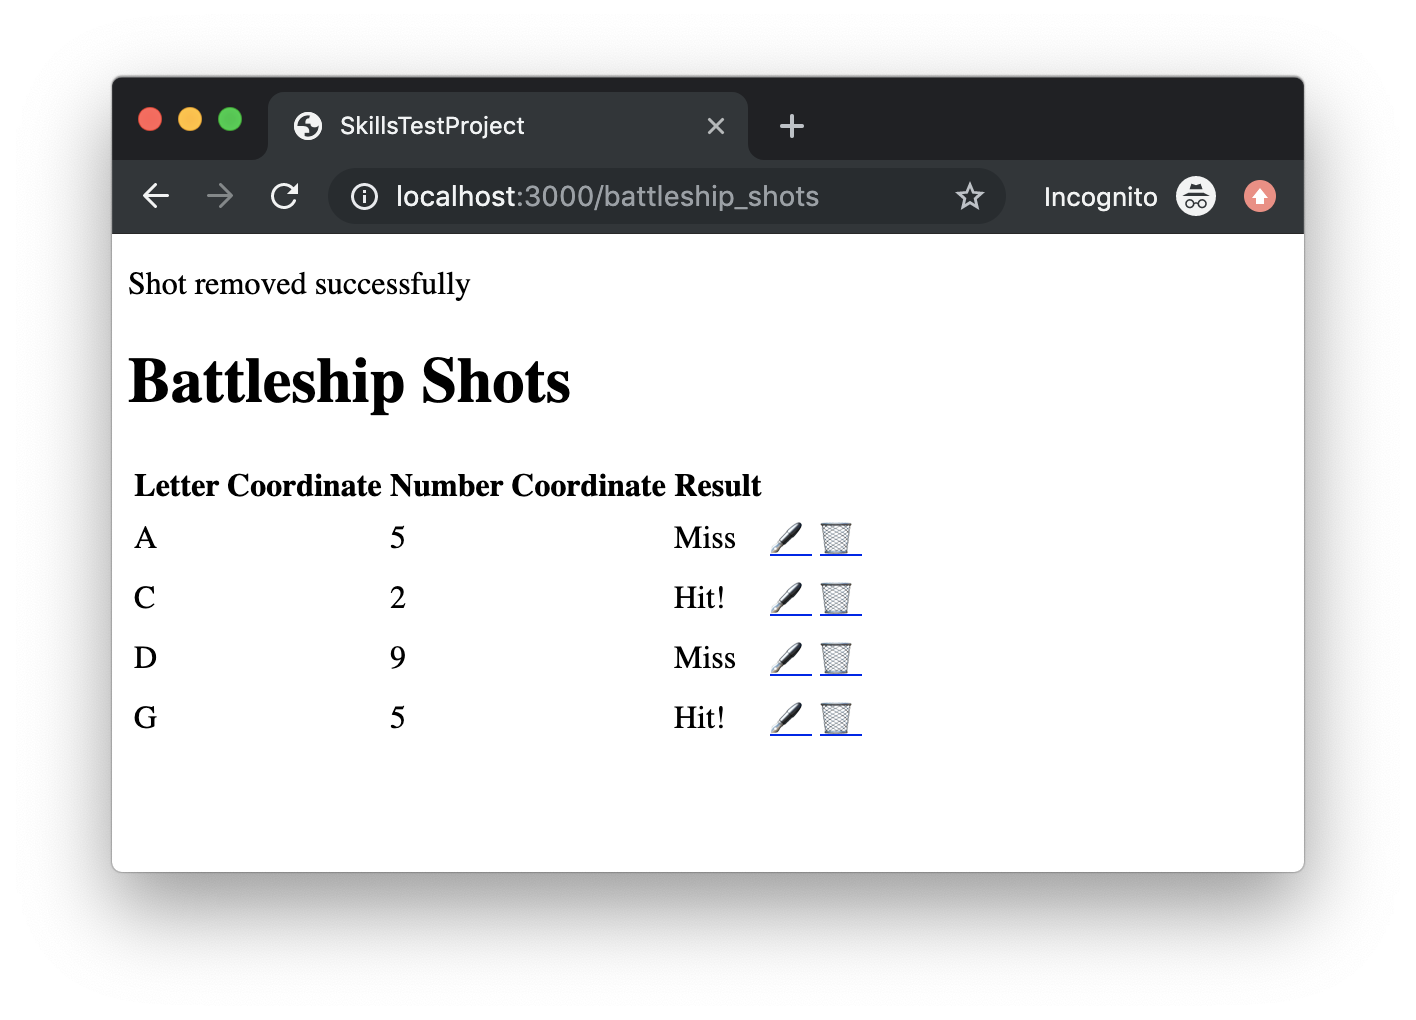 SkillsTestProject
localhost:3000/battleship_shots
Incognito
Shot removed successfully
Battleship Shots
Letter Coordinate Number Coordinate Result
A 5 Miss
C 2 Hit!
D 9 Miss
G 5 Hit!